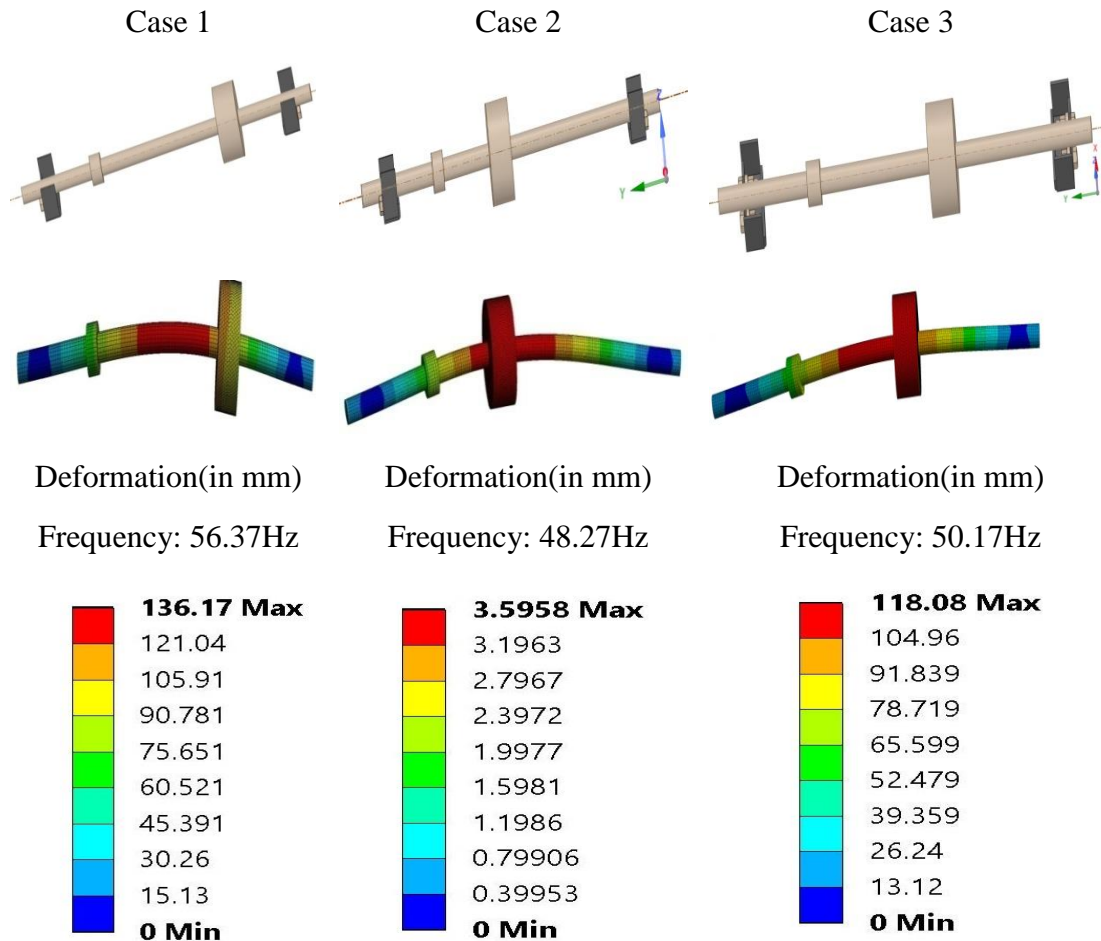 Case 1
Case 2
Case 3
Z
Y
X
Y
Deformation(in mm)
Deformation(in mm)
Deformation(in mm)
Frequency: 56.37Hz
Frequency: 48.27Hz
Frequency: 50.17Hz
136.17 Max
121.04
105.91
90.781
75.651
60.521
45.391
30.26
15.13
0 Min
3.5958 Max
3.1963
2.7967
2.3972
1.9977
1.5981
1.1986
0.79906
0.39953
0 Min
118.08 Max
104.96
91.839
78.719
65.599
52.479
39.359
26.24
13.12
0 Min